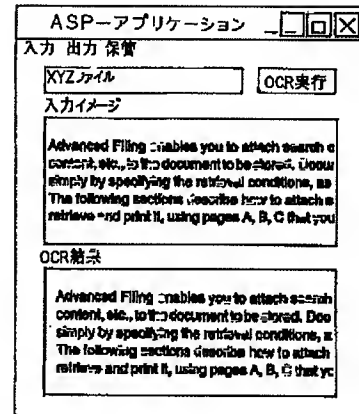 ASPーアプリケーション
入力 出力 保管
XYZファイル OCR実行
入力イメージ
Advanced Filing enables you to attach search c
content, etc., to the document to be stored. Docur
simply by specifying the retrieval conditions, as
The following sections describe how to attach s
retrieve and print it, using pages A, B, C that you
OCR結果
Advanced Filing enables you to attach search
content, etc., to the document to be stored. Doo
simply by specifying the retrieval conditions, a
The following sections describe how to attach
retrieve and print it, using pages A, B, C that yo